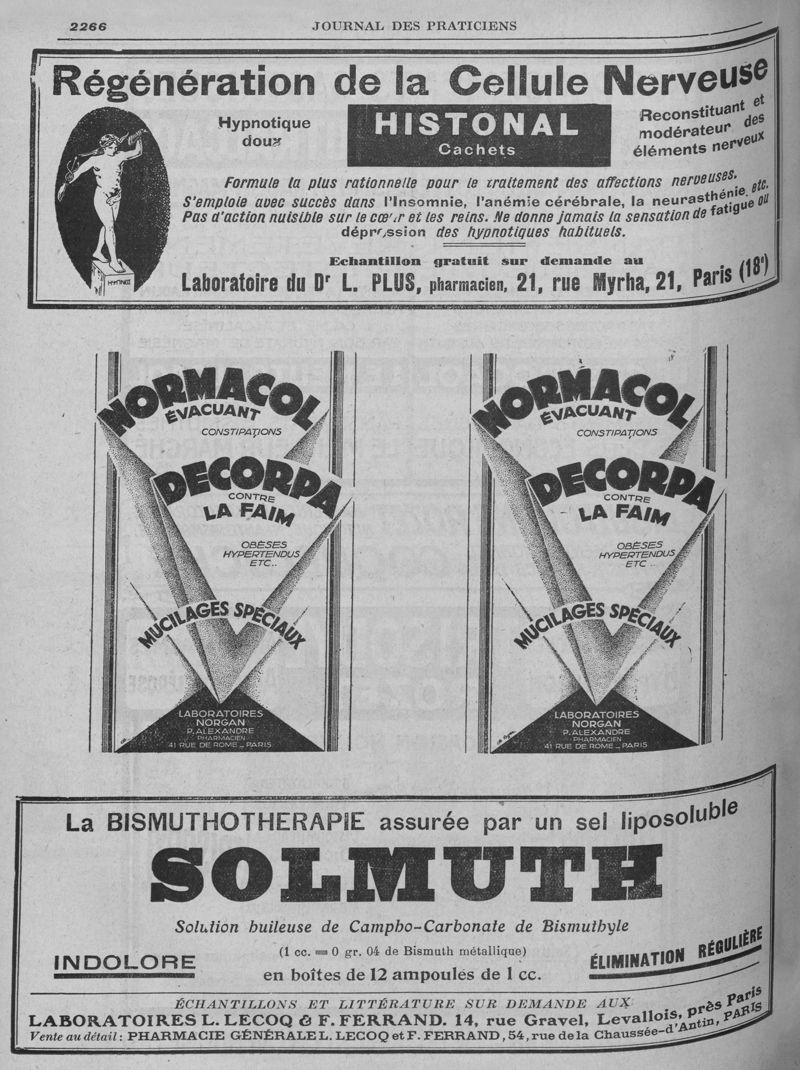 2266
JOURNAL DES PRATICIENS
Régénération de la Cellule Nerveuse
Hypnotique
doux
HISTONAL
Cachets
Reconstituant et
modérateur des
éléments nerveux
Formule la plus rationnelle pour le traitement des affections nerveuses.
S'emploie avec succès dans l'Insomnie, l'anémie cérébrale, la neurasthénie, etc.
Pas d'action nuisible sur le cœur et les reins. Ne donne jamais la sensation de fatigue ou
dépression des hypnotiques habituels.
Echantillon gratuit sur demande au
Laboratoire du Dr L. PLUS, pharmacien, 21, rue Myrha, 21, Paris (18e)
NORMACOL
ÉVACUANT
CONSTIPATIONS
DECORPA
CONTRE
LA FAIM
OBÈSES
HYPERTENDUS
ETC..
MUCILAGES SPÉCIAUX
LABORATOIRES
NORGAN
P. ALEXANDRE
PHARMACIEN
41 RUE DE ROME _ PARIS
NORMACOL
ÉVACUANT
CONSTIPATIONS
DECORPA
CONTRE
LA FAIM
OBÈSES
HYPERTENDUS
ETC..
MUCILAGES SPÉCIAUX
LABORATOIRES
NORGAN
P. ALEXANDRE
PHARMACIEN
41 RUE DE ROME _ PARIS
La BISMUTHOTHERAPIE assurée par un sel liposoluble
SOLMUTH
Solution huileuse de Campho-Carbonate de Bismuthyle
(1 cc. = 0 gr. 04 de Bismuth métallique)
INDOLORE
en boîtes de 12 ampoules de 1 cc.
ÉLIMINATION RÉGULIÈRE
ÉCHANTILLONS ET LITTÉRATURE SUR DEMANDE AUX
LABORATOIRES L. LECOQ & F. FERRAND. 14, rue Gravel, Levallois, près Paris
Vente au détail : PHARMACIE GÉNÉRALE L. LECOQ et F. FERRAND, 54, rue de la Chaussée-d'Antin, PARIS